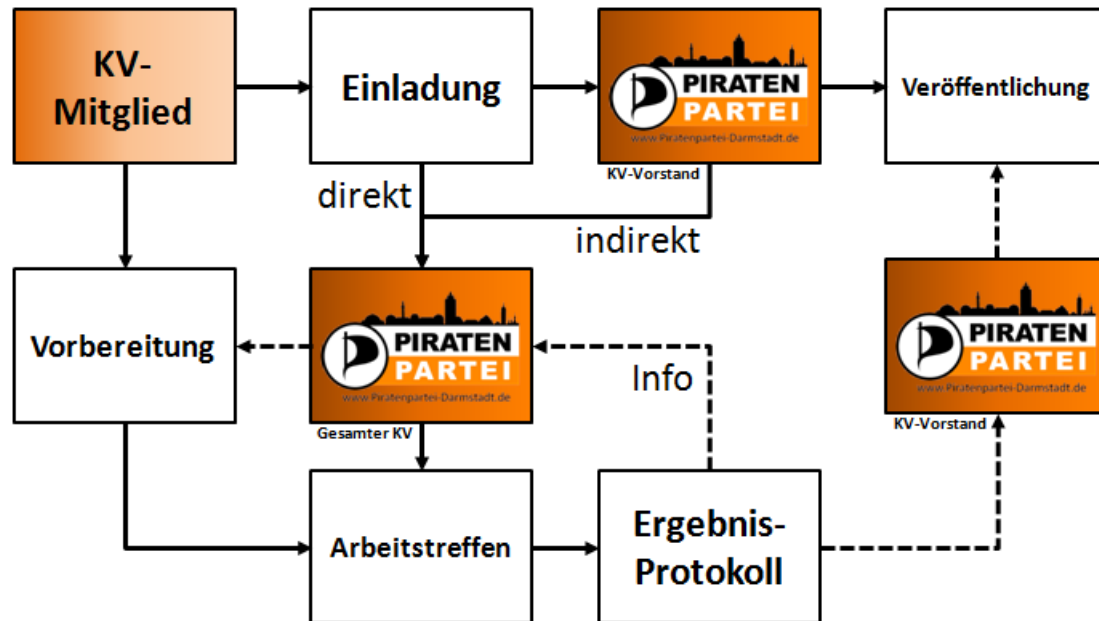 KV-
Mitglied
Einladung
PIRATEN
PARTEI
www.Piratenpartei-Darmstadt.de
KV-Vorstand
Veröffentlichung
direkt
indirekt
Vorbereitung
PIRATEN
PARTEI
www.Piratenpartei-Darmstadt.de
Gesamter KV
Info
PIRATEN
PARTEI
www.Piratenpartei-Darmstadt.de
KV-Vorstand
Arbeitstreffen
Ergebnis-
Protokoll